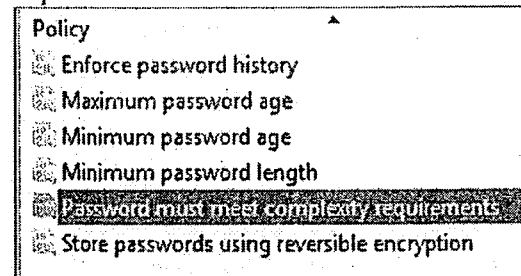 Policy
Enforce password history
Maximum password age
Minimum password age
Minimum password length
Password must meet complexity requirements
Store passwords using reversible encryption